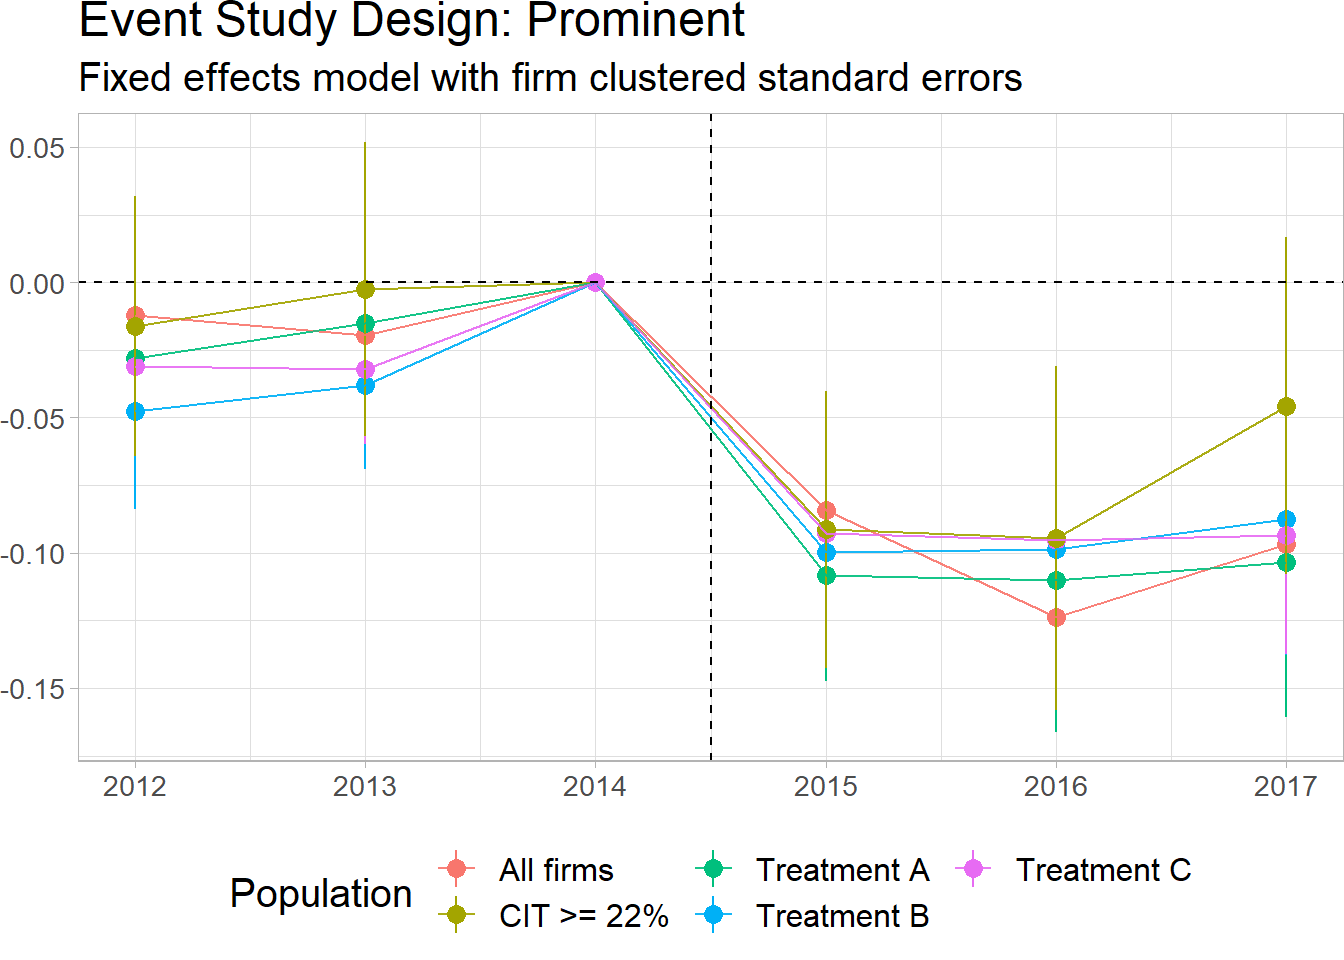 Event Study Design: Prominent
Fixed effects model with firm clustered standard errors
0.05
0.00
-0.05
-0.10
-0.15
2012 2013 2014 2015 2016 2017
Population
All firms
Treatment A
Treatment C
CIT >= 22%
Treatment B